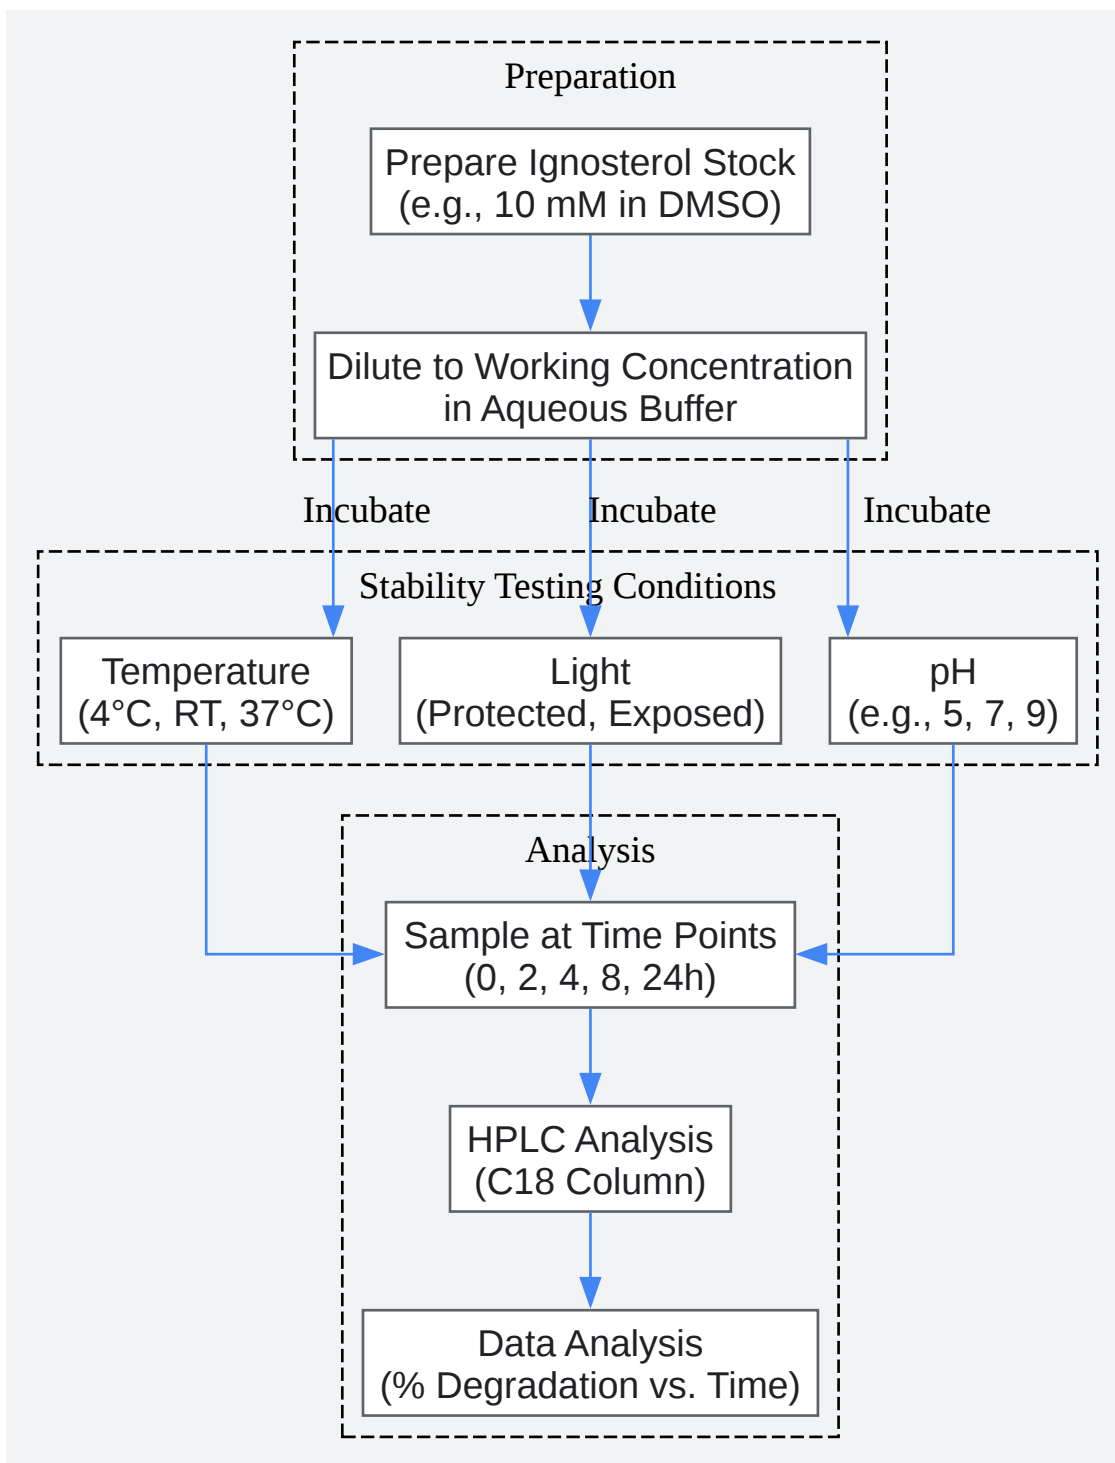 Preparation
Prepare Ignosterol Stock
(e.g., 10 mM in DMSO)
Dilute to Working Concentration
in Aqueous Buffer
Incubate
Incubate
Incubate
Stability Testing Conditions
Temperature
(4°C, RT, 37°C)
Light
(Protected, Exposed)
pH
(e.g., 5, 7, 9)
Analysis
Sample at Time Points
(0, 2, 4, 8, 24h)
HPLC Analysis
(C18 Column)
Data Analysis
(% Degradation vs. Time)